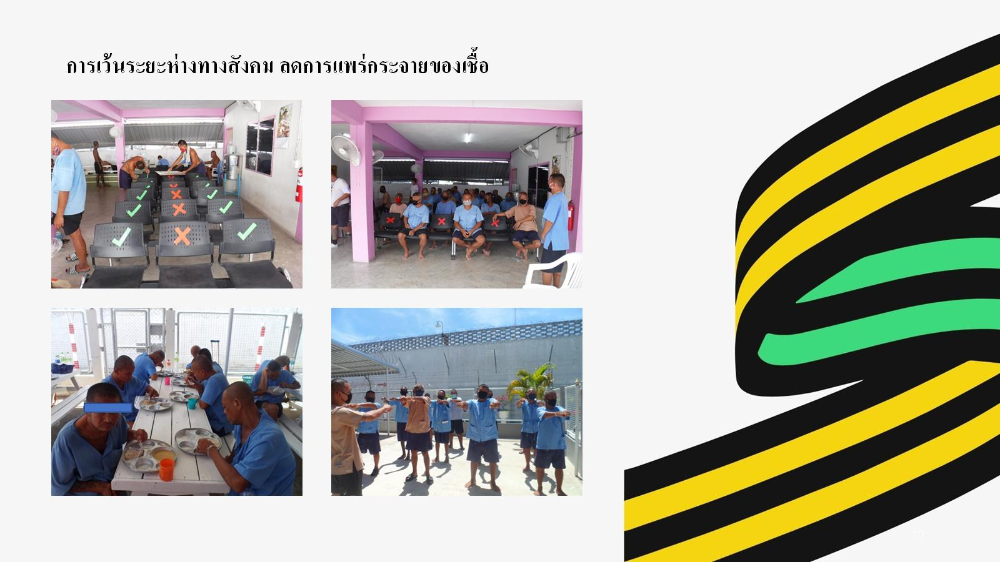 การเว้นระยะห่างทางสังคม ลดการแพร่กระจายของเชื้อ
10